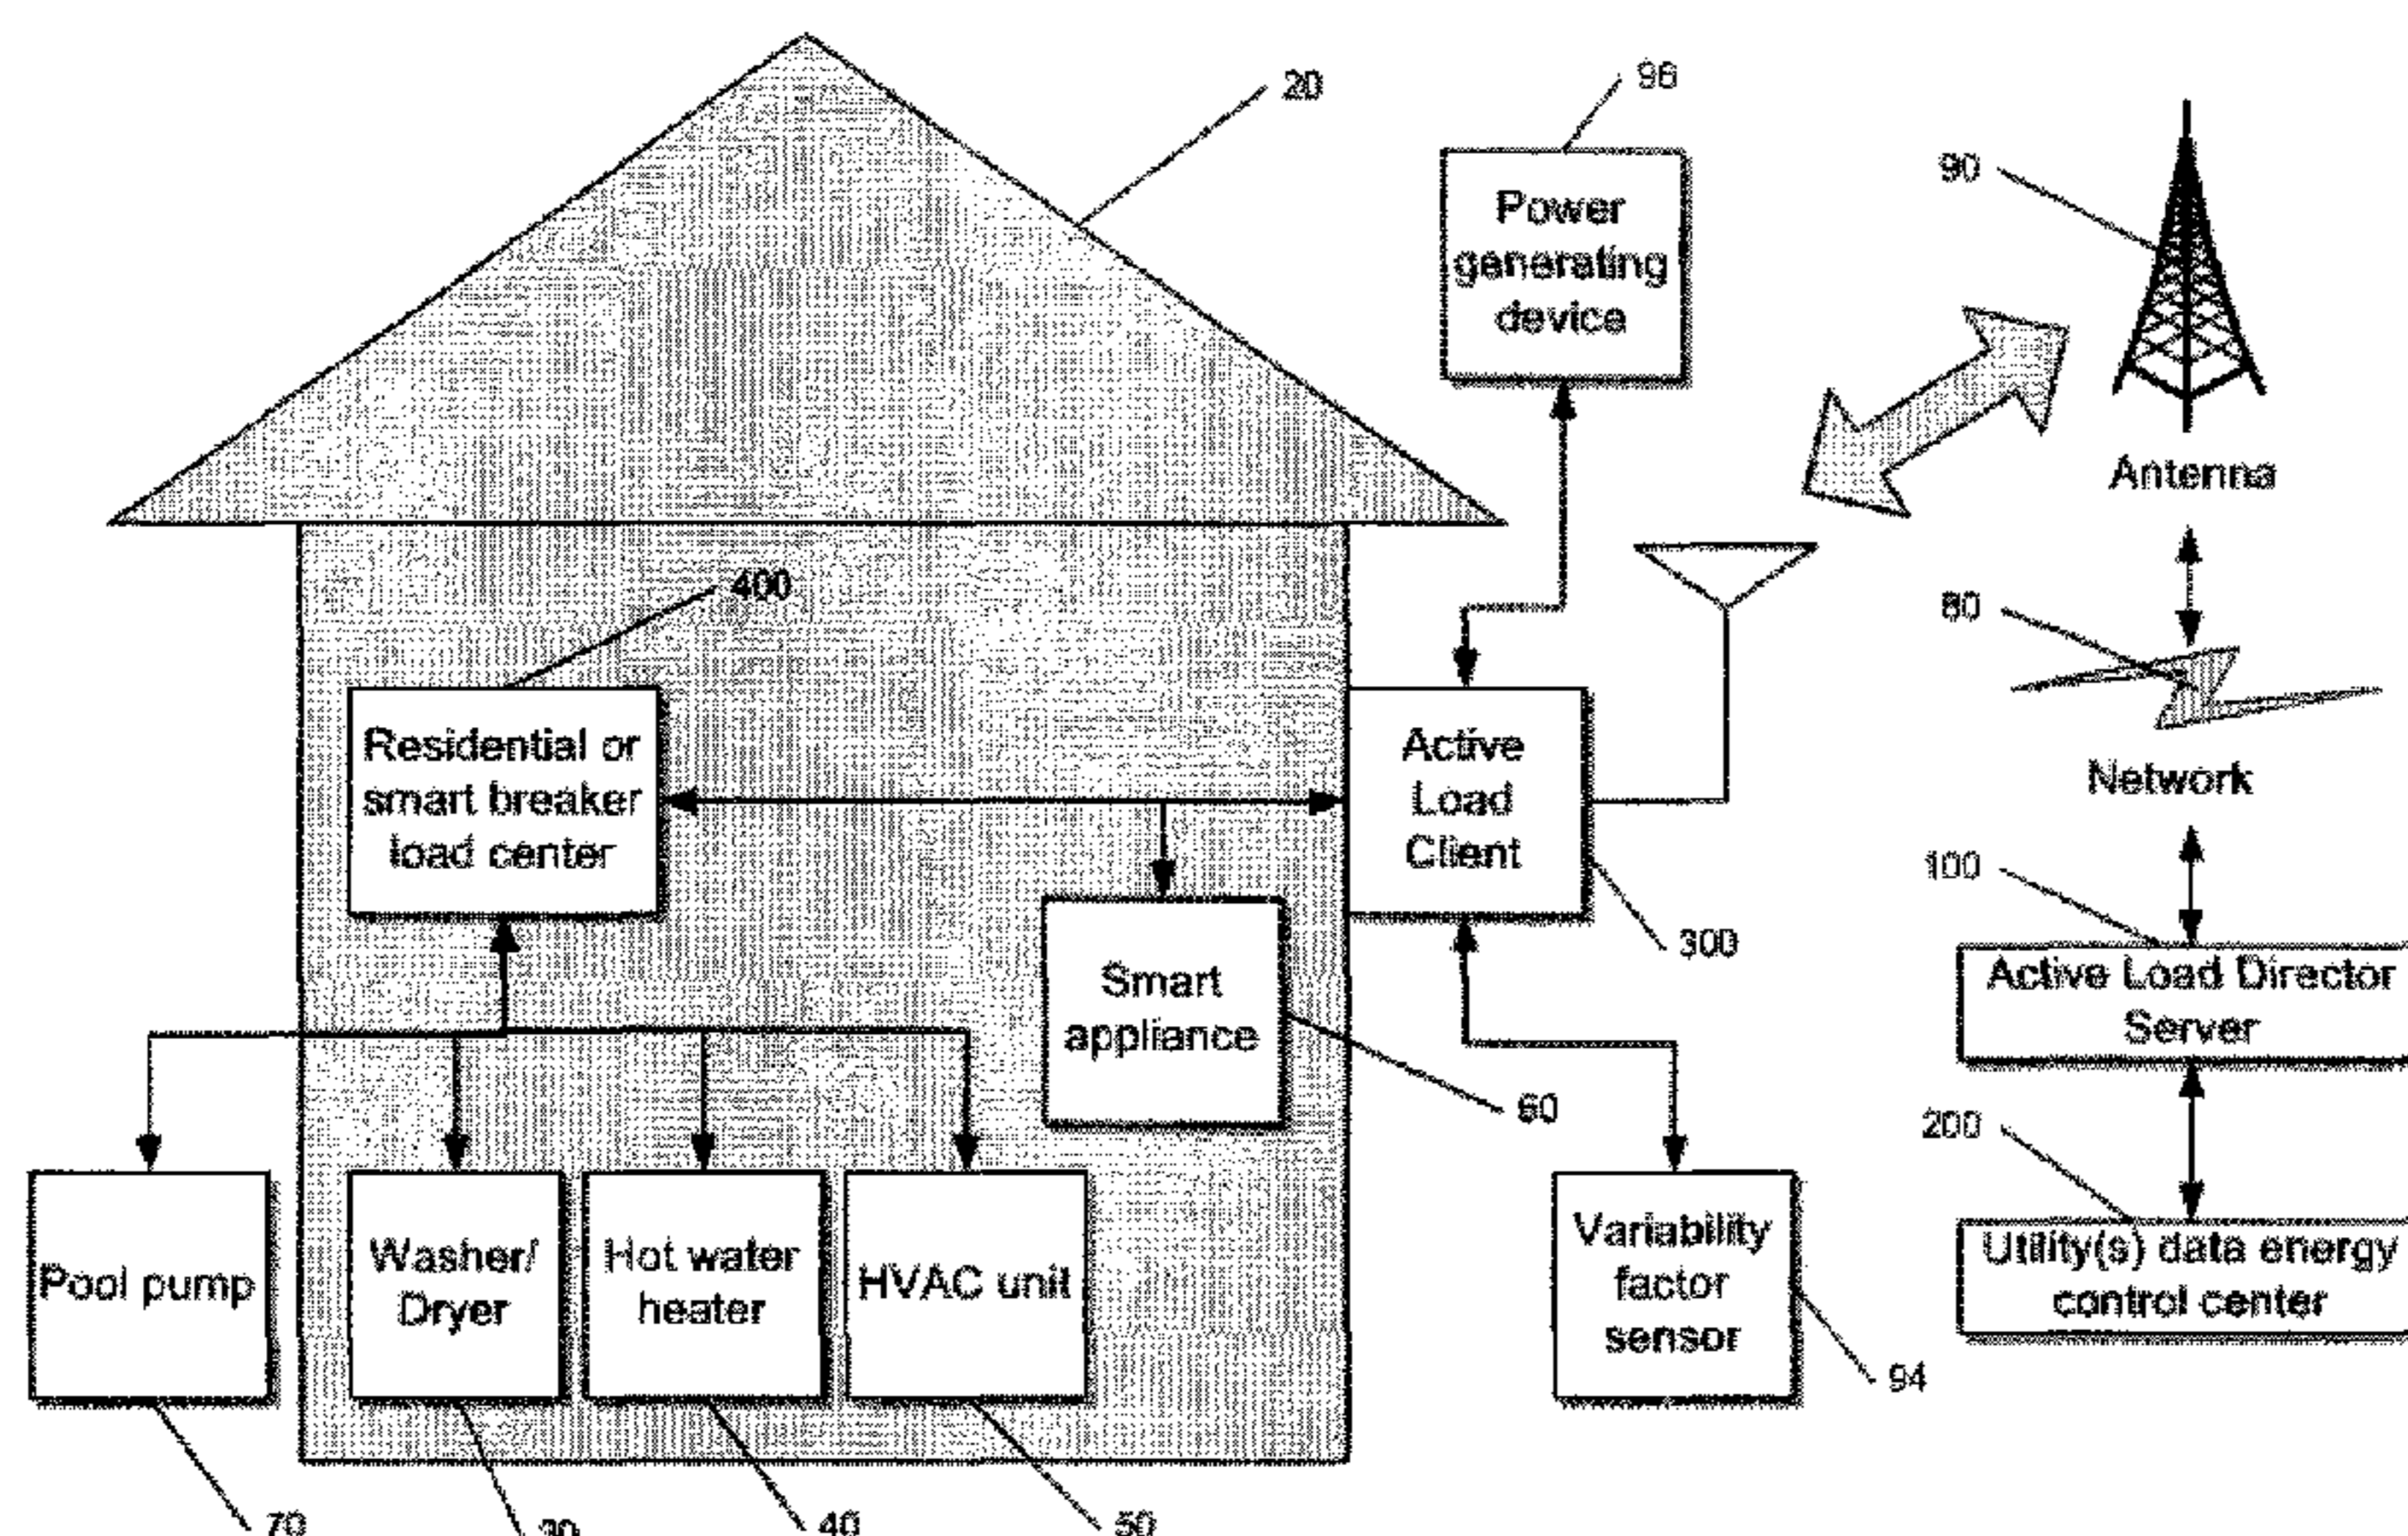 20
96
Power
generating
device
90
Antenna
400
80
Network
Residential or
smart breaker
load center
Active
Load
Client
300
100
Active Load Director
Server
Smart
appliance
60
200
Utility(s) data energy
control center
Pool pump
Washer/
Dryer
Hot water
heater
HVAC unit
Variability
factor
sensor
94
70
30
40
50